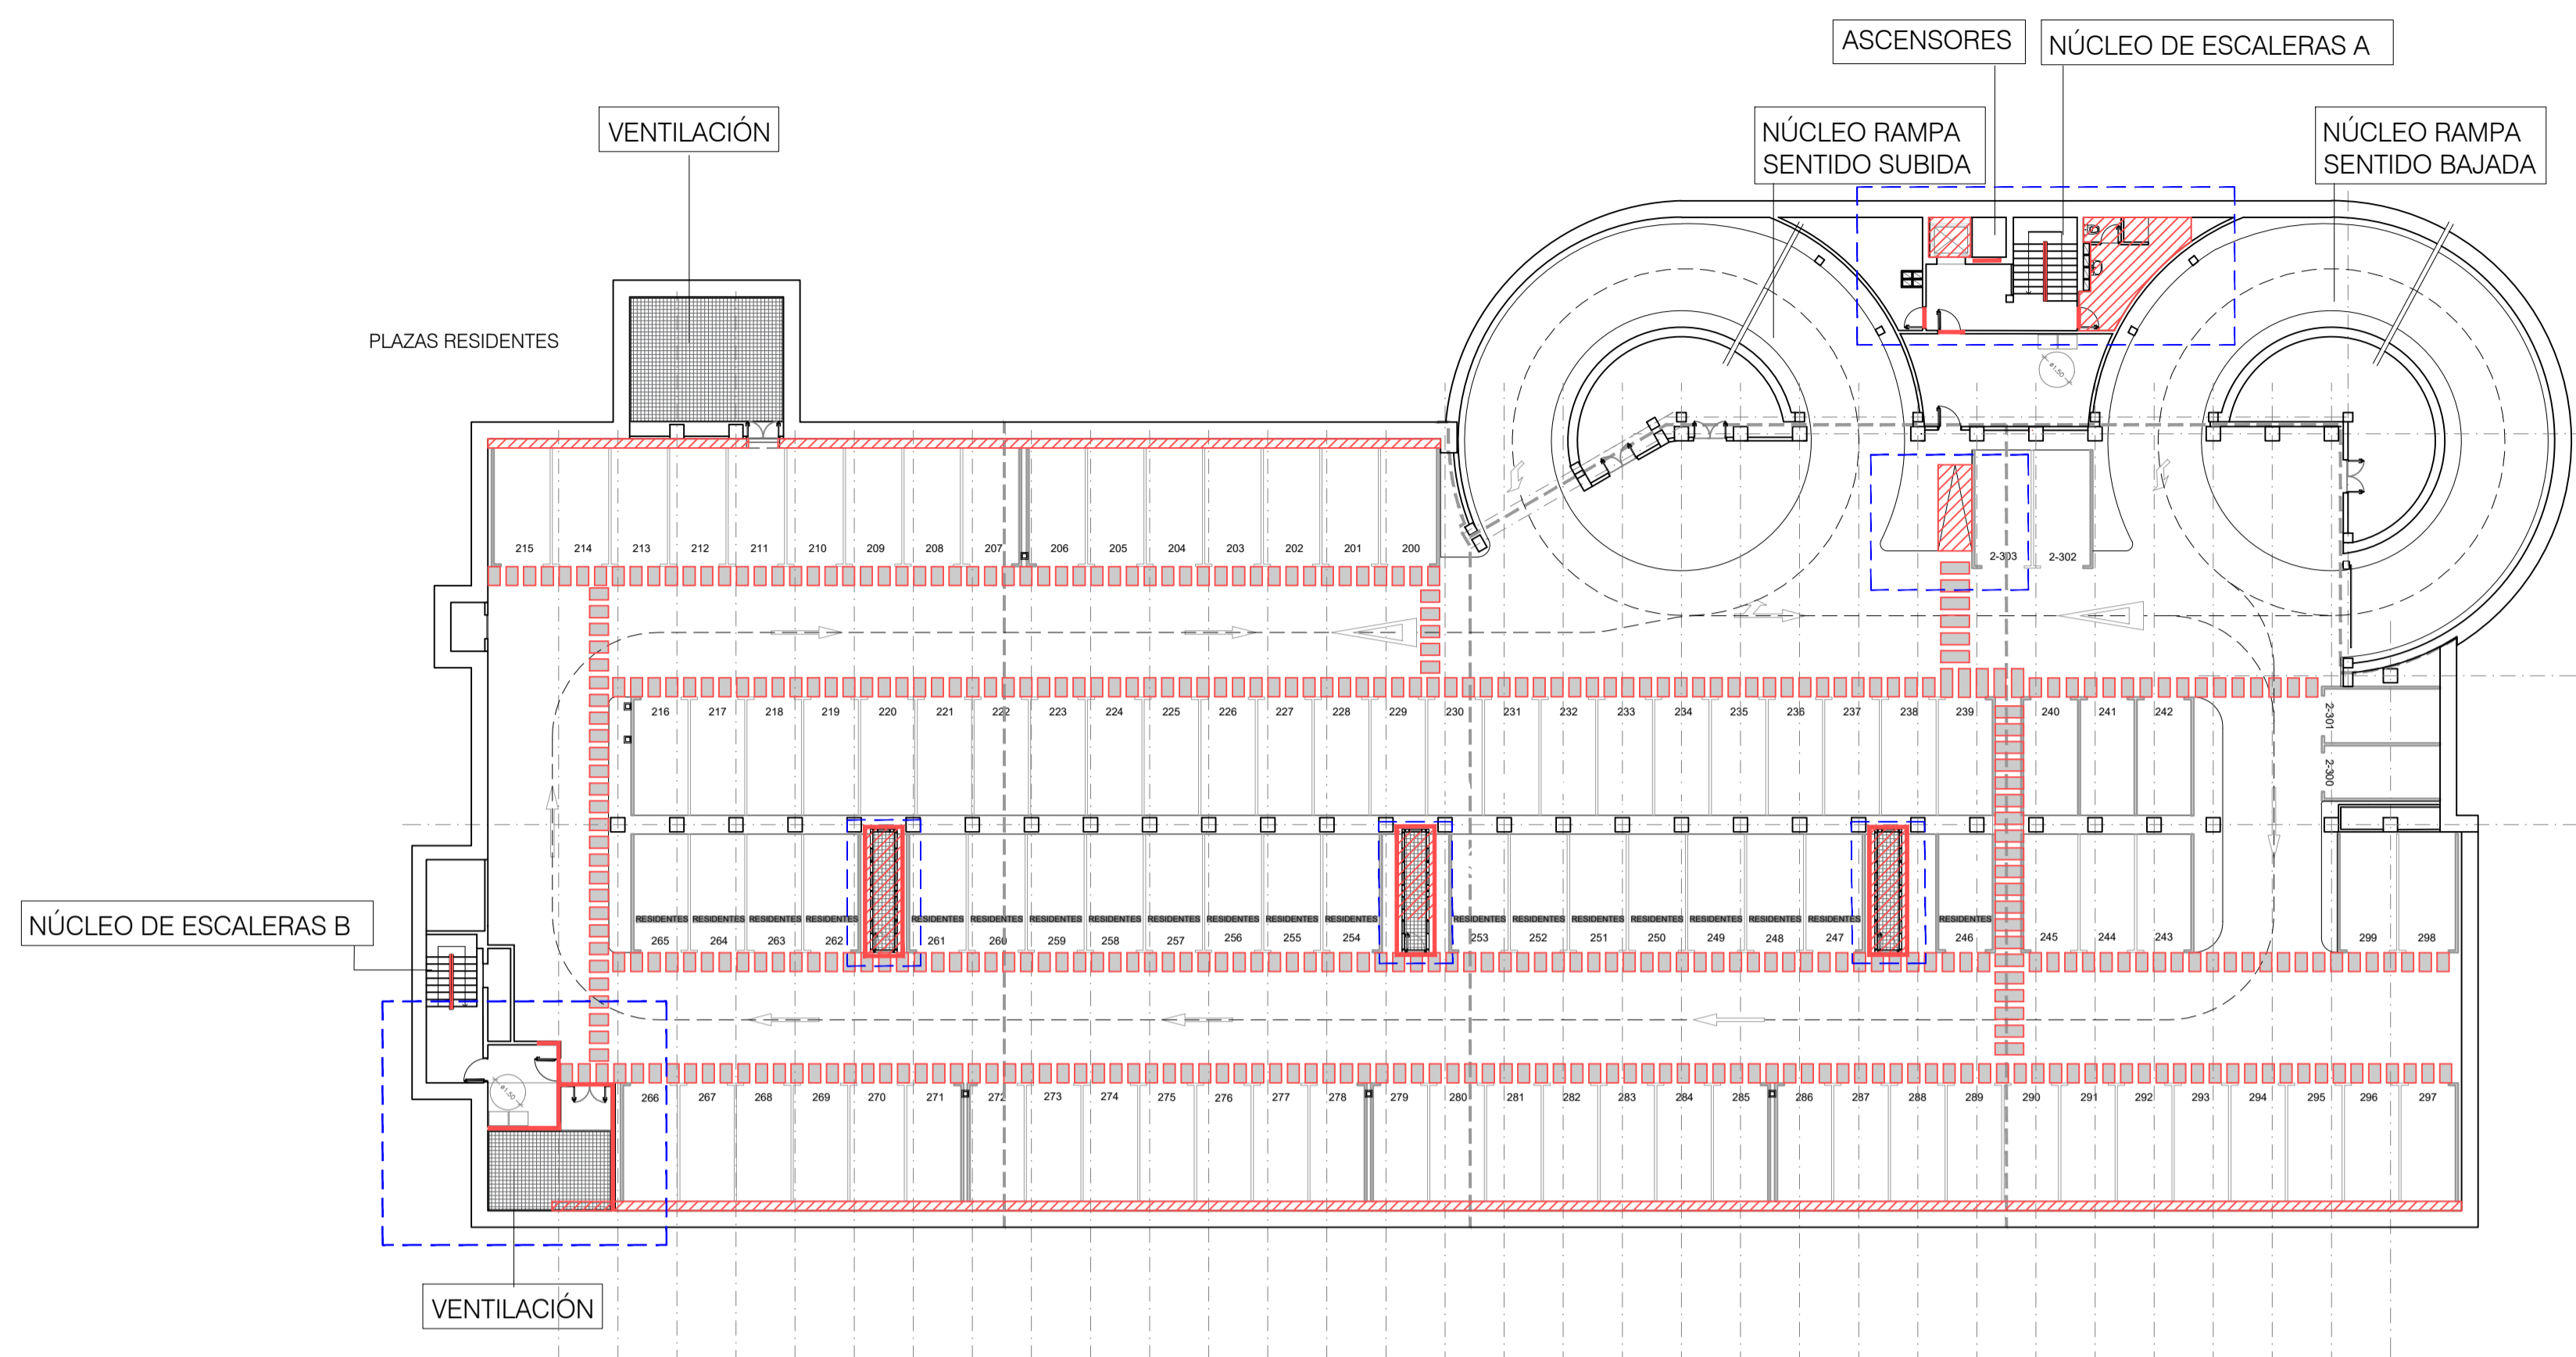 ASCENSORES
NÚCLEO DE ESCALERAS A
VENTILACIÓN
NÚCLEO RAMPA
SENTIDO SUBIDA
NÚCLEO RAMPA
SENTIDO BAJADA
PLAZAS RESIDENTES
ø1.50
215 214 213 212 211 210 209 208 207 206 205 204 203 202 201 200
2-303 2-302
216 217 218 219 220 221 222 223 224 225 226 227 228 229 230 231 232 233 234 235 236 237 238 239 240 241 242
2-301
2-300
RESIDENTES RESIDENTES RESIDENTES RESIDENTES RESIDENTES RESIDENTES RESIDENTES RESIDENTES RESIDENTES RESIDENTES RESIDENTES RESIDENTES RESIDENTES RESIDENTES RESIDENTES RESIDENTES RESIDENTES RESIDENTES RESIDENTES RESIDENTES
265 264 263 262 261 260 259 258 257 256 255 254 253 252 251 250 249 248 247 246 245 244 243 299 298
NÚCLEO DE ESCALERAS B
ø1.50
266 267 268 269 270 271 272 273 274 275 276 277 278 279 280 281 282 283 284 285 286 287 288 289 290 291 292 293 294 295 296 297
VENTILACIÓN